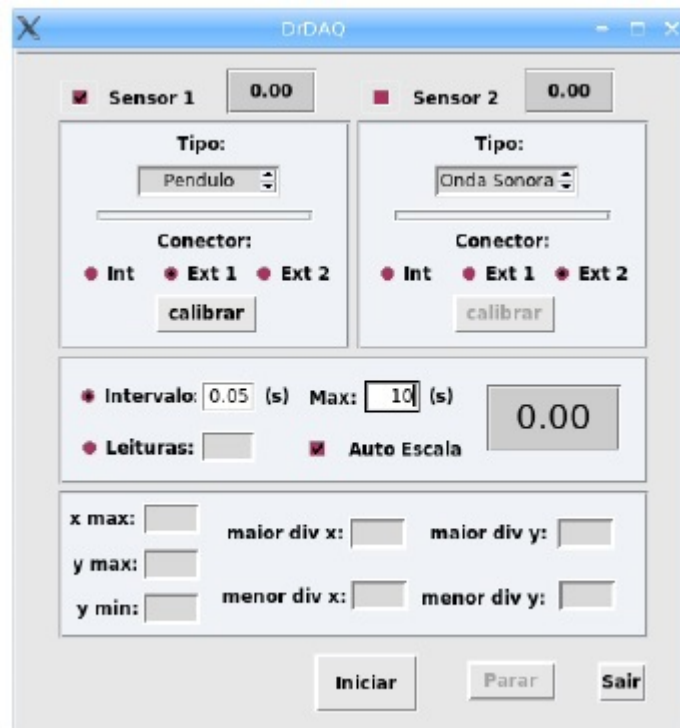 DrDAQ
Sensor 1 0.00 Sensor 2 0.00
Tipo: Tipo:
Pendulo Onda Sonora
Conector: Conector:
Int Ext 1 Ext 2 Int Ext 1 Ext 2
calibrar calibrar
Intervalo: 0.05 (s) Max: 10 (s) 0.00
Leituras: Auto Escala
x max: maior div x: maior div y:
y max:
y min: menor div x: menor div y:
Iniciar Parar Sair